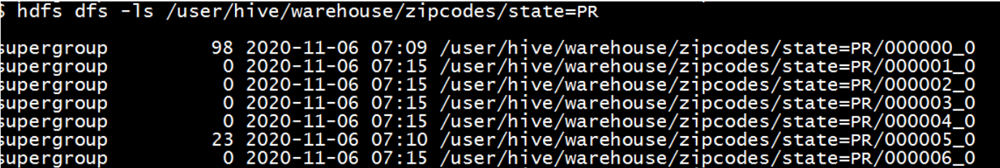 $ hdfs dfs -ls /user/hive/warehouse/zipcodes/state=PR
supergroup 98 2020-11-06 07:09 /user/hive/warehouse/zipcodes/state=PR/000000_0
supergroup 0 2020-11-06 07:15 /user/hive/warehouse/zipcodes/state=PR/000001_0
supergroup 0 2020-11-06 07:15 /user/hive/warehouse/zipcodes/state=PR/000002_0
supergroup 0 2020-11-06 07:15 /user/hive/warehouse/zipcodes/state=PR/000003_0
supergroup 0 2020-11-06 07:15 /user/hive/warehouse/zipcodes/state=PR/000004_0
supergroup 23 2020-11-06 07:10 /user/hive/warehouse/zipcodes/state=PR/000005_0
supergroup 0 2020-11-06 07:15 /user/hive/warehouse/zipcodes/state=PR/000006_0